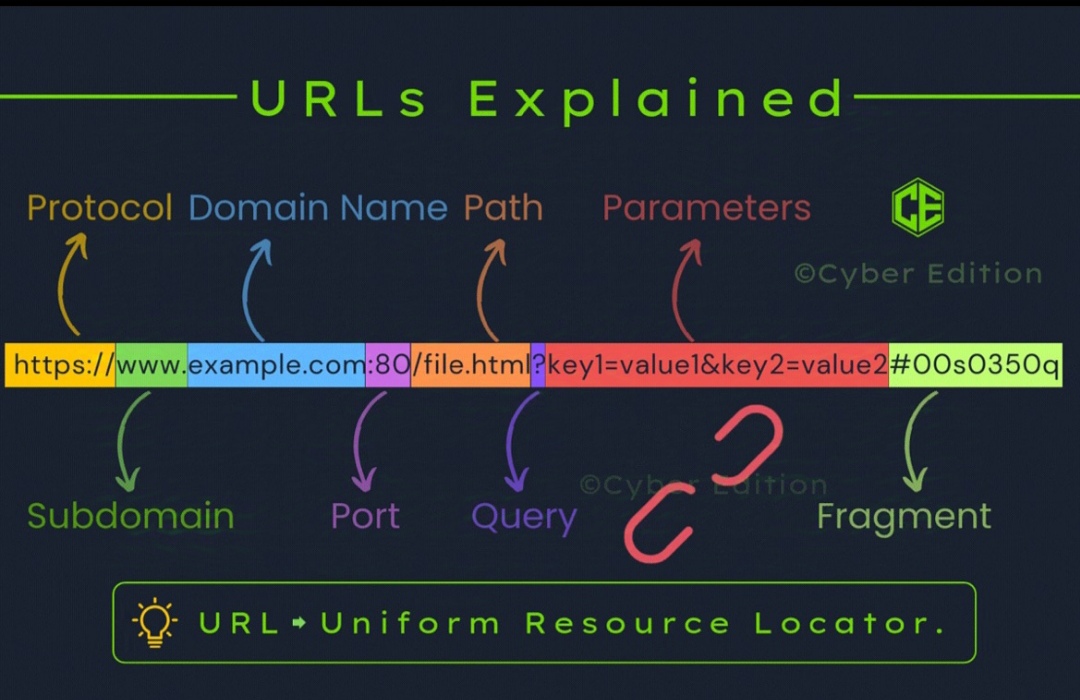 URLs Explained
Protocol Domain Name Path Parameters
CE
©Cyber Edition
https://www.example.com:80/file.html?key1=value1&key2=value2#00s0350q
©Cyber Edition
Subdomain Port Query Fragment
URL ➡ Uniform Resource Locator.